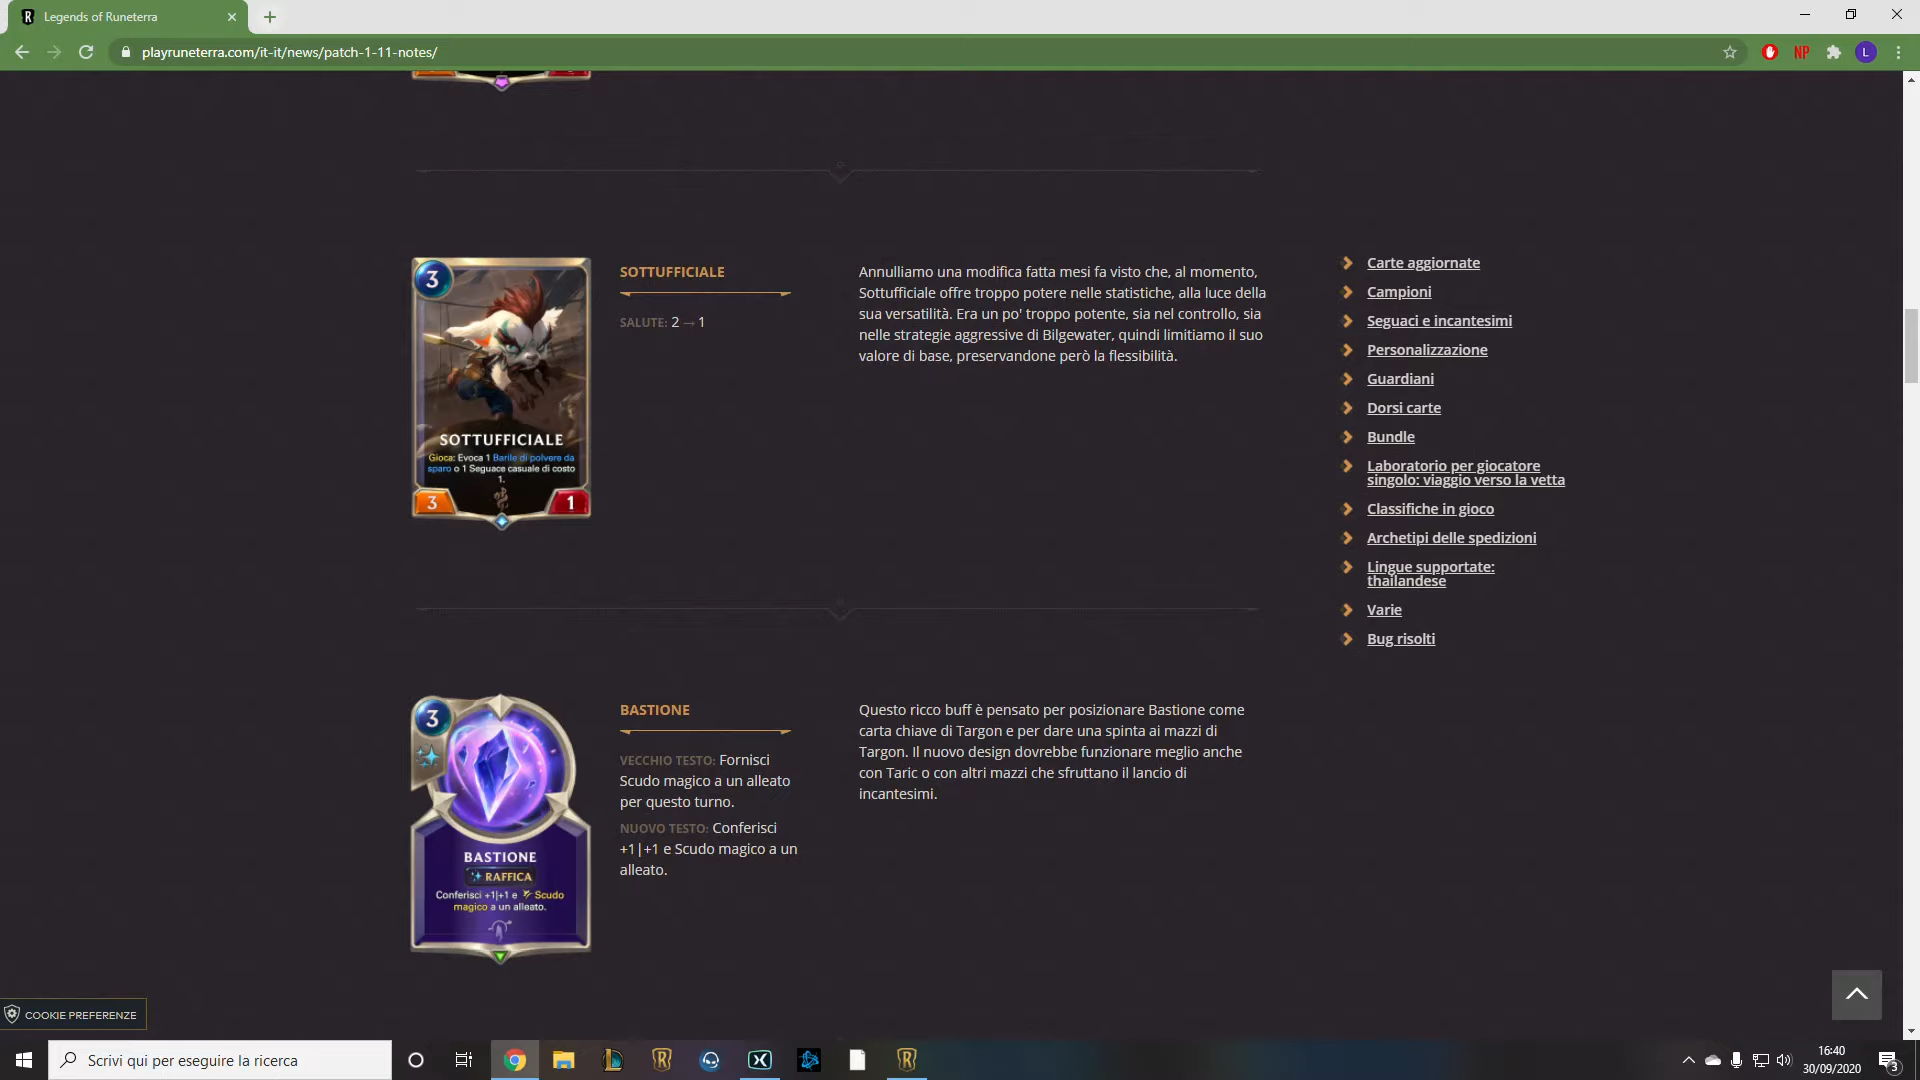 Legends of Runeterra
playruneterra.com/it-it/news/patch-1-11-notes/
NP
L
3
SOTTUFFICIALE
Gioca: Evoca 1 Barile di polvere da
sparo o 1 Seguace casuale di costo
1.
3
1
SOTTUFFICIALE
SALUTE: 2 → 1
Annulliamo una modifica fatta mesi fa visto che, al momento,
Sottufficiale offre troppo potere nelle statistiche, alla luce della
sua versatilità. Era un po' troppo potente, sia nel controllo, sia
nelle strategie aggressive di Bilgewater, quindi limitiamo il suo
valore di base, preservandone però la flessibilità.
Carte aggiornate
Campioni
Seguaci e incantesimi
Personalizzazione
Guardiani
Dorsi carte
Bundle
Laboratorio per giocatore
singolo: viaggio verso la vetta
Classifiche in gioco
Archetipi delle spedizioni
Lingue supportate:
thailandese
Varie
Bug risolti
3
BASTIONE
RAFFICA
Conferisci +1|+1 e Scudo
magico a un alleato.
BASTIONE
VECCHIO TESTO: Fornisci
Scudo magico a un alleato
per questo turno.
NUOVO TESTO: Conferisci
+1|+1 e Scudo magico a un
alleato.
Questo ricco buff è pensato per posizionare Bastione come
carta chiave di Targon e per dare una spinta ai mazzi di
Targon. Il nuovo design dovrebbe funzionare meglio anche
con Taric o con altri mazzi che sfruttano il lancio di
incantesimi.
COOKIE PREFERENZE
Scrivi qui per eseguire la ricerca
16:40
30/09/2020
3